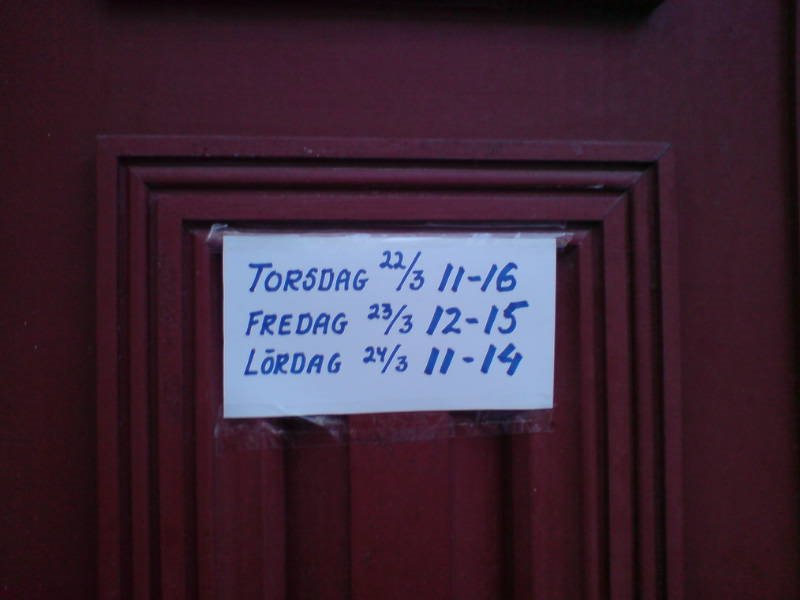 TORSDAG 22/3 11-16
FREDAG 23/3 12-15
LÖRDAG 24/3 11-14